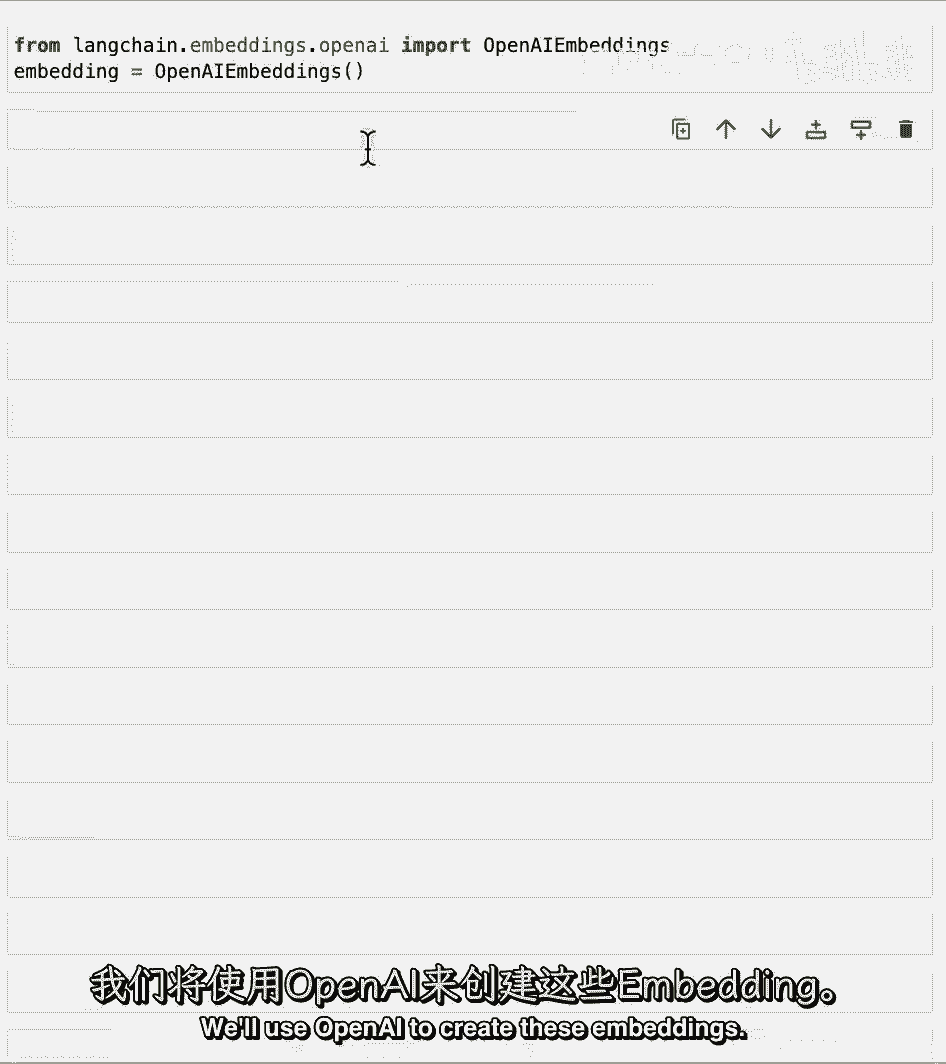 from langchain.embeddings.openai import OpenAIEmbeddings
embedding = OpenAIEmbeddings()
我们将使用OpenAI来创建这些Embedding。
We'll use OpenAI to create these embeddings.